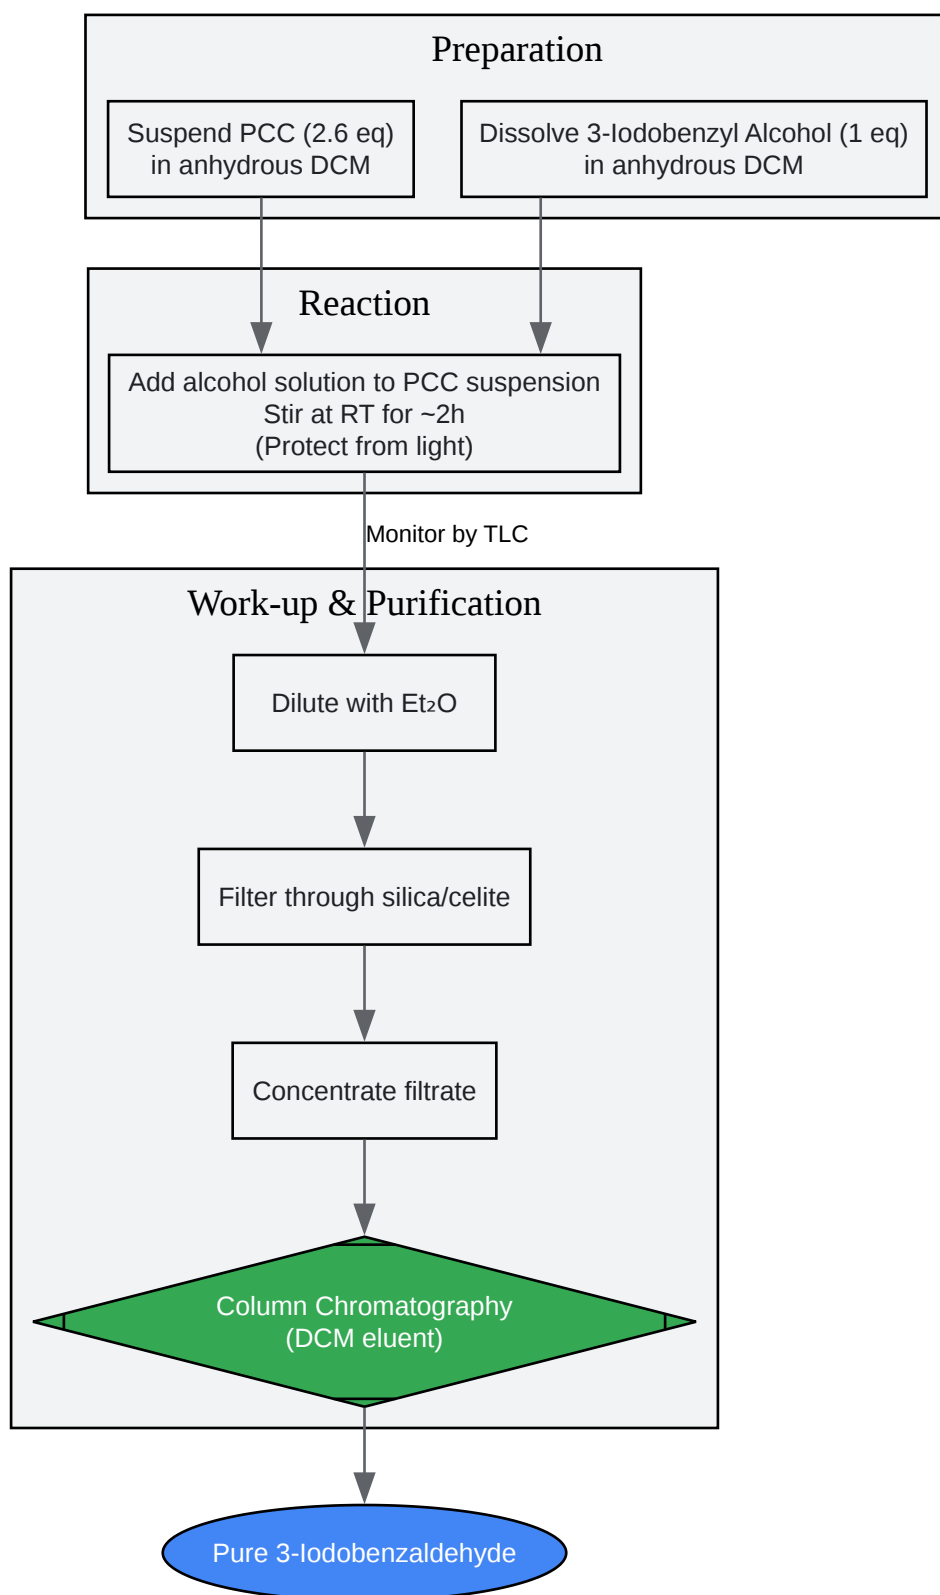 Preparation
Suspend PCC (2.6 eq)
in anhydrous DCM
Dissolve 3-Iodobenzyl Alcohol (1 eq)
in anhydrous DCM
Reaction
Add alcohol solution to PCC suspension
Stir at RT for ~2h
(Protect from light)
Monitor by TLC
Work-up & Purification
Dilute with Et₂O
Filter through silica/celite
Concentrate filtrate
Column Chromatography
(DCM eluent)
Pure 3-Iodobenzaldehyde